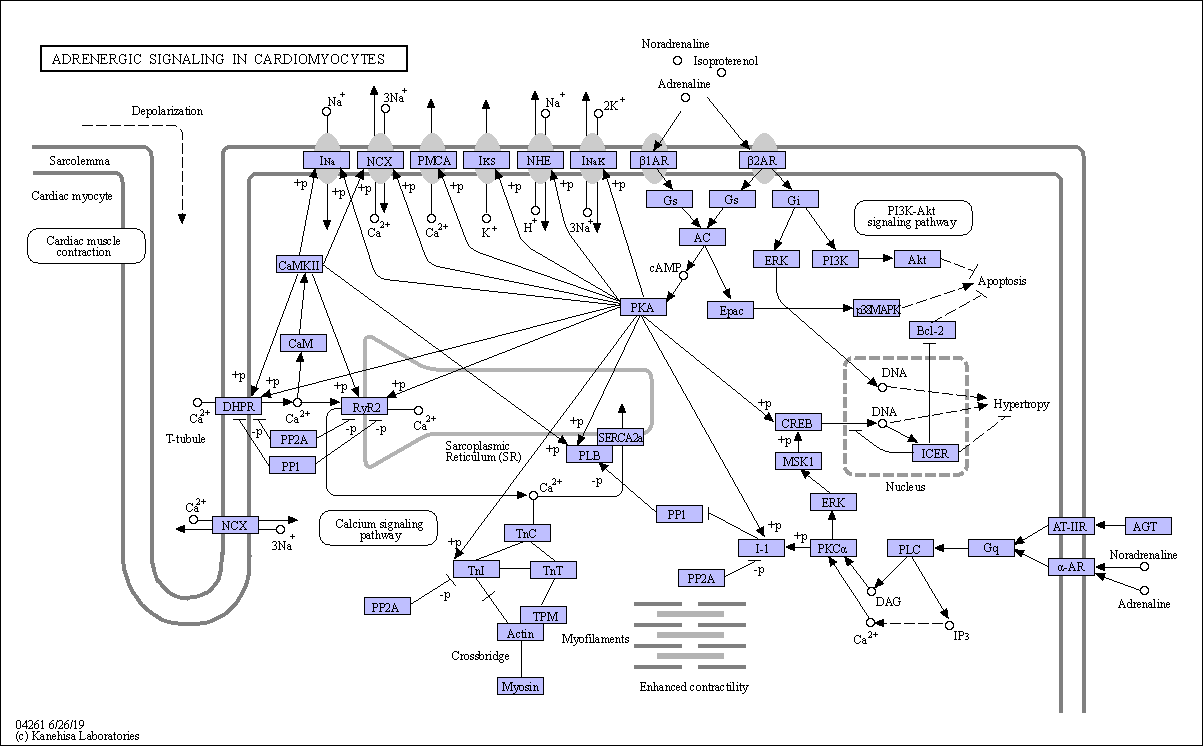 ADRENERGIC SIGNALING IN CARDIOMYOCYTES
Noradrenaline
Isoproterenol
Adrenaline
Depolarization
Na+
3Na+
Na+
2K+
Sarcolemma
INa
NCX
PMCA
IKS
NHE
INaK
β1AR
β2AR
+p
+p
+p
+p
+p
+p
+p
+p
Cardiac myocyte
Gs
Gs
Gi
PI3K-Akt
signaling pathway
Ca2+
Ca2+
K+
H+
3Na+
Cardiac muscle
contraction
AC
CaMKII
cAMP
ERK
PI3K
Akt
Apoptosis
PKA
Epac
p38MAPK
Bcl-2
CaM
DNA
+p
+p
+p
+p
DHPR
Ca2+
Ca2+
RyR2
Ca2+
+p
DNA
Hypertropy
CREB
T-tubule
-p
PP2A
-p
-p
+p
SERCA2a
Sarcoplasmic
Reticulum (SR)
+p
PLB
+p
ICER
PP1
MSK1
-p
Nucleus
Ca2+
Ca2+
ERK
NCX
3Na+
Calcium signaling
pathway
PP1
TnC
+p
+p
+p
I-1
PKCα
PLC
Gq
AT-IIR
AGT
Noradrenaline
TnI
TnT
-p
α-AR
PP2A
-p
PP2A
DAG
Adrenaline
TPM
Actin
Myofilaments
Ca2+
IP3
Crossbridge
Myosin
Enhanced contractility
04261 6/26/19
(c) Kanehisa Laboratories